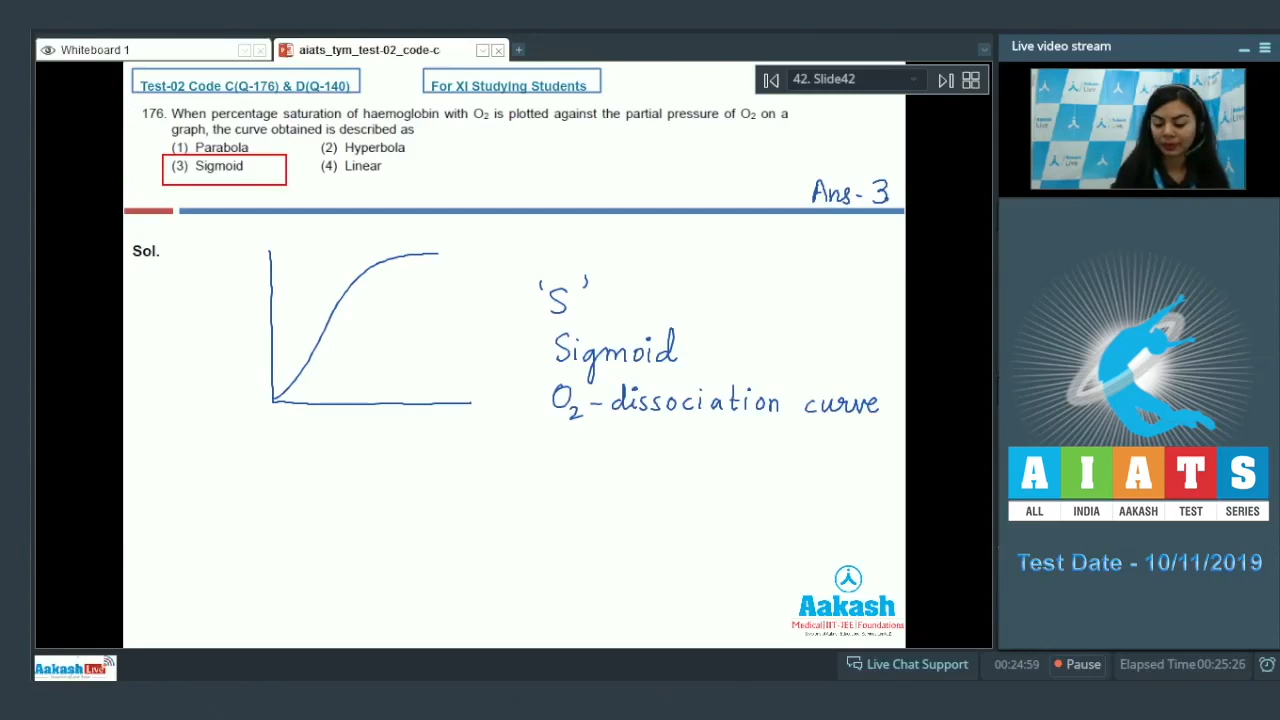 Whiteboard 1
aiats_tym_test-02_code-c
Live video stream
42. Slide42
Test-02 Code C(Q-176) & D(Q-140)
For XI Studying Students
176. When percentage saturation of haemoglobin with O₂ is plotted against the partial pressure of O₂ on a
graph, the curve obtained is described as
(1) Parabola (2) Hyperbola
(3) Sigmoid (4) Linear
Ans - 3
Sol.
'S'
Sigmoid
O₂ - dissociation curve
A I A T S
ALL INDIA AAKASH TEST SERIES
Test Date - 10/11/2019
Aakash
Medical|IIT-JEE|Foundations
Aakash Live
Live Chat Support
00:24:59
Pause
Elapsed Time 00:25:26